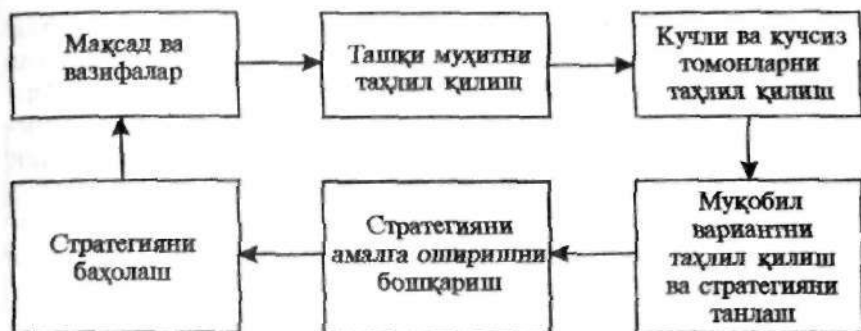 Мақсад ва
вазифалар
Ташқи муҳитни
таҳлил қилиш
Кучли ва кучсиз
томонларни
таҳлил қилиш
Муқобил
вариантни
таҳлил қилиш
ва стратегияни
танлаш
Стратегияни
амалга оширишни
бошқариш
Стратегияни
баҳолаш